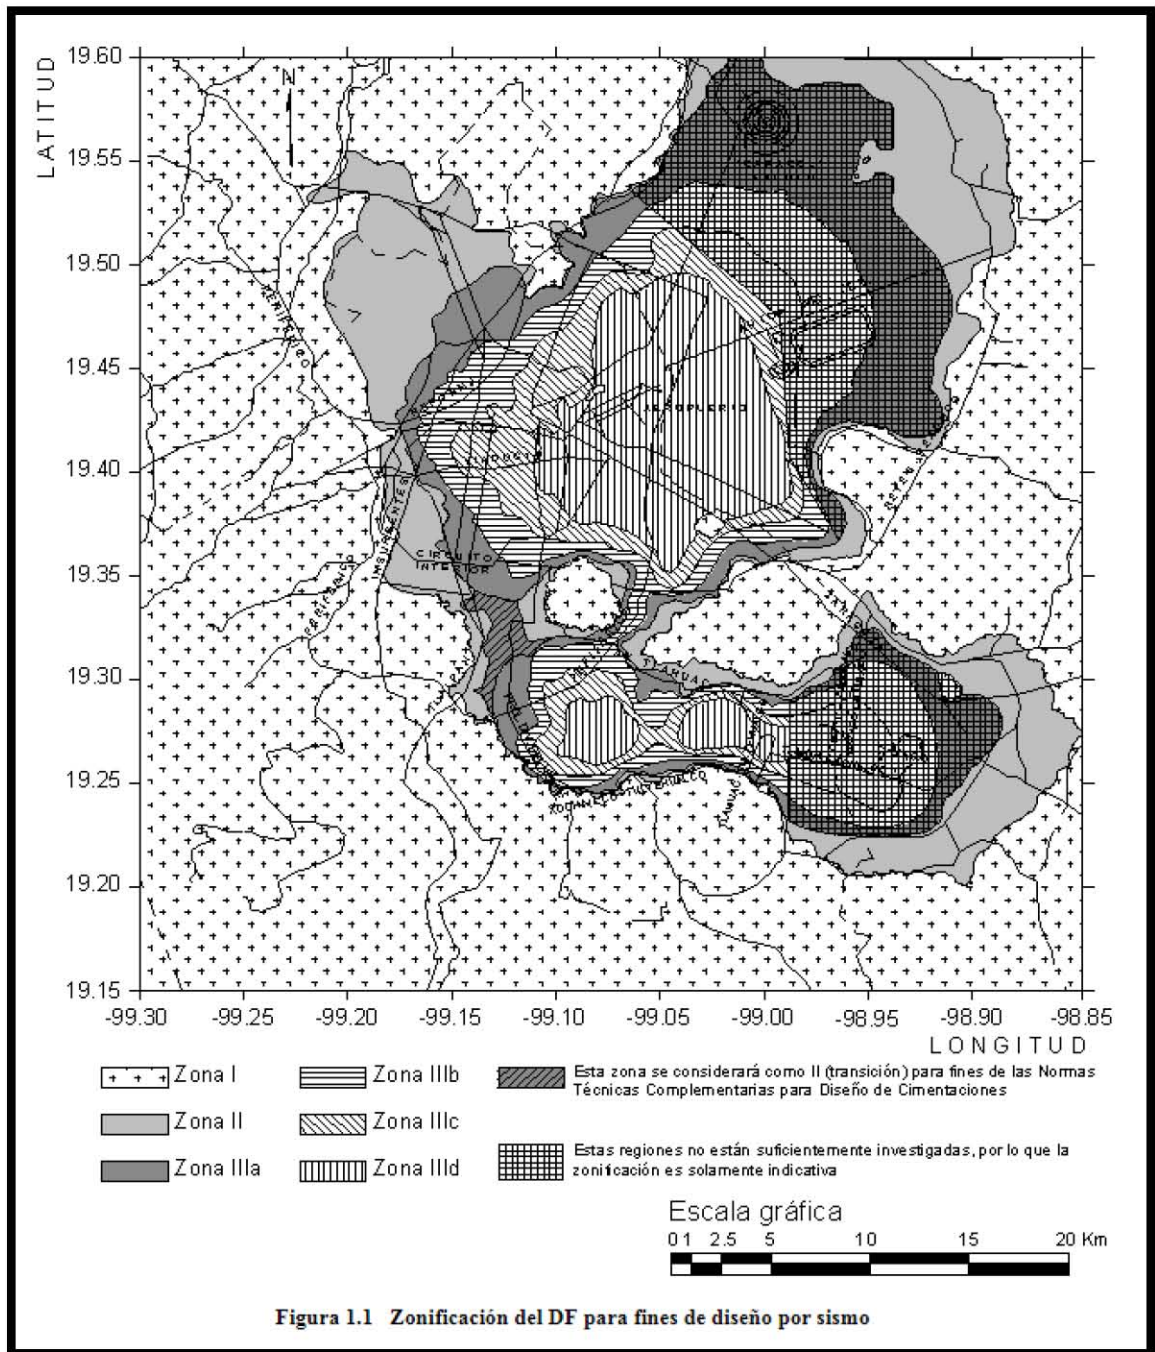 LATITUD
19.60
19.55
19.50
19.45
19.40
19.35
19.30
19.25
19.20
19.15
N
PERIFERICO
INSURGENTES
PERIFERICO
CIRCUITO
INTERIOR
TLAHUAC
TLAHUAC
-99.30 -99.25 -99.20 -99.15 -99.10 -99.05 -99.00 -98.95 -98.90 -98.85
LONGITUD
Zona I
Zona II
Zona IIIa
Zona IIIb
Zona IIIc
Zona IIId
Esta zona se considerará como II (transición) para fines de las Normas
Técnicas Complementarias para Diseño de Cimentaciones
Estas regiones no están suficientemente investigadas, por lo que la
zonificación es solamente indicativa
Escala gráfica
0 1 2.5 5 10 15 20 Km
Figura 1.1 Zonificación del DF para fines de diseño por sismo